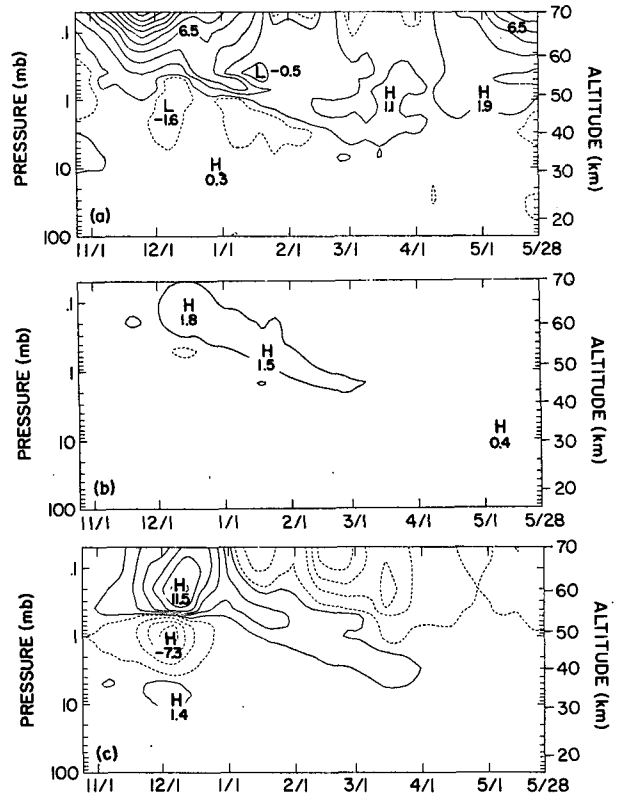 .1
1
10
100
PRESSURE (mb)
6.5
L -0.5
L
-1.6
H
0.3
H
1.1
H
1.9
6.5
(a)
70
60
50
40
30
20
ALTITUDE (km)
11/1 12/1 1/1 2/1 3/1 4/1 5/1 5/28
.1
1
10
100
PRESSURE (mb)
H
1.8
H
1.5
H
0.4
(b)
70
60
50
40
30
20
ALTITUDE (km)
11/1 12/1 1/1 2/1 3/1 4/1 5/1 5/28
.1
1
10
100
PRESSURE (mb)
H
11.5
H
-7.3
H
1.4
(c)
70
60
50
40
30
20
ALTITUDE (km)
11/1 12/1 1/1 2/1 3/1 4/1 5/1 5/28